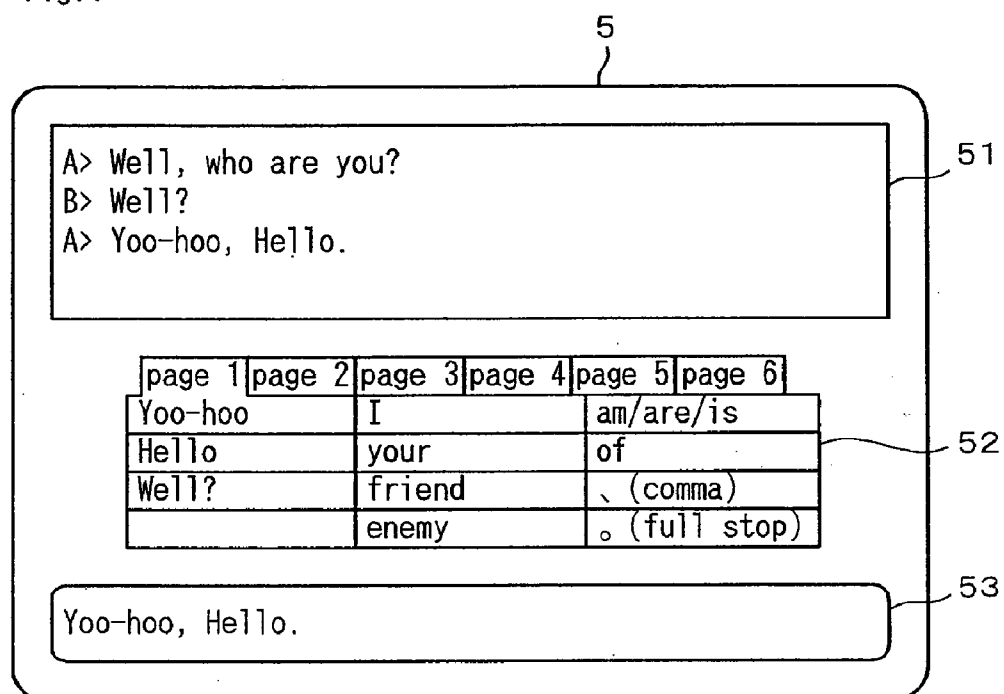 5
A> Well, who are you?
B> Well?
A> Yoo-hoo, Hello.
51
page 1 page 2 page 3 page 4 page 5 page 6
Yoo-hoo I am/are/is
Hello your of
52
Well? friend 、(comma)
enemy 。(full stop)
53
Yoo-hoo, Hello.